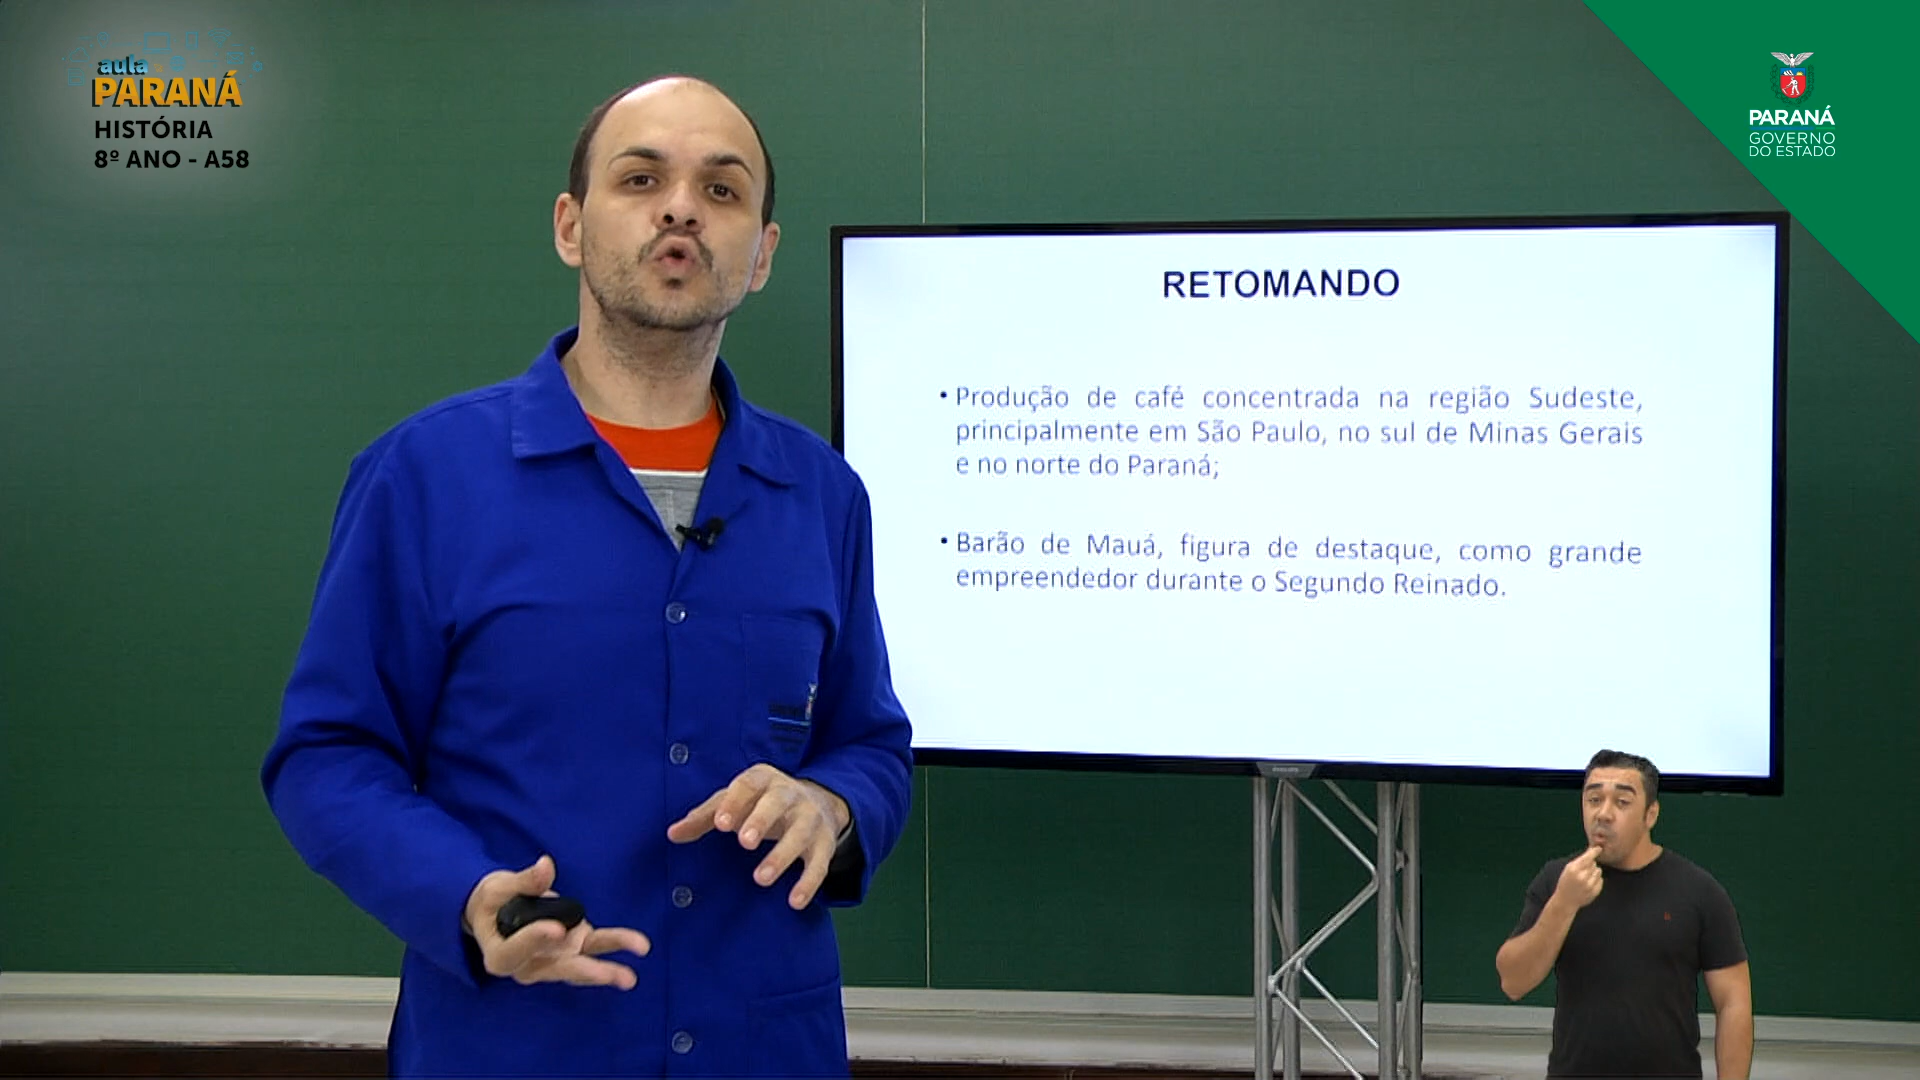 aula
PARANÁ
HISTÓRIA
8º ANO - A58
PARANÁ
GOVERNO
DO ESTADO
RETOMANDO
• Produção de café concentrada na região Sudeste,
principalmente em São Paulo, no sul de Minas Gerais
e no norte do Paraná;
• Barão de Mauá, figura de destaque, como grande
empreendedor durante o Segundo Reinado.
PHILIPS